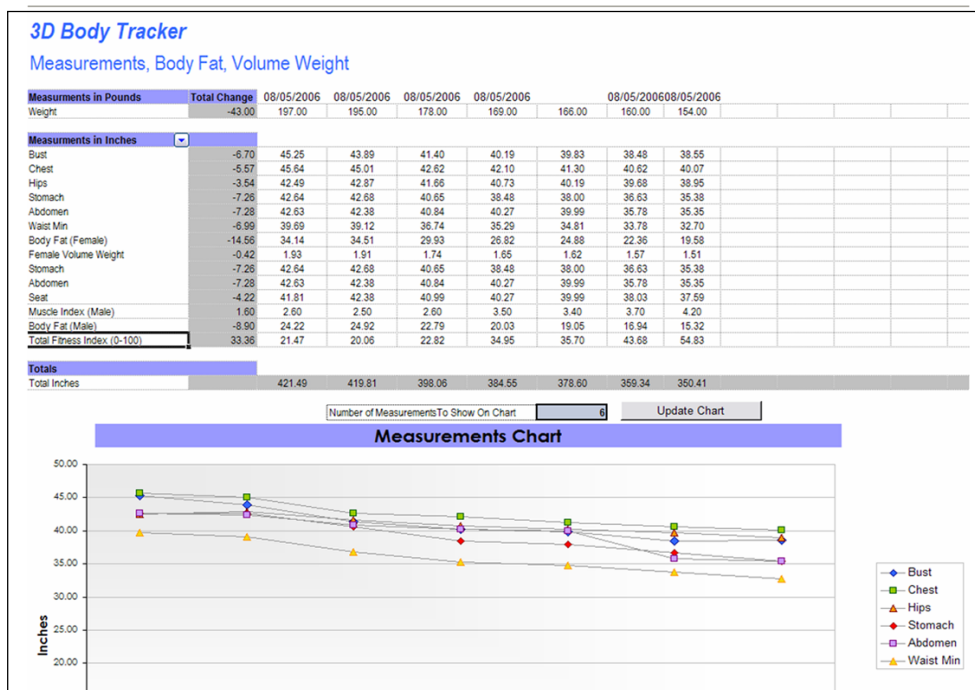 3D Body Tracker
Measurements, Body Fat, Volume Weight
Measurments in Pounds Total Change 08/05/2006 08/05/2006 08/05/2006 08/05/2006 08/05/2006 08/05/2006
Weight -43.00 197.00 195.00 178.00 169.00 166.00 160.00 154.00
Measurments in Inches
Bust -6.70 45.25 43.89 41.40 40.19 39.83 38.48 38.55
Chest -5.57 45.64 45.01 42.62 42.10 41.30 40.62 40.07
Hips -3.54 42.49 42.87 41.66 40.73 40.19 39.68 38.95
Stomach -7.26 42.64 42.68 40.65 38.48 38.00 36.63 35.38
Abdomen -7.28 42.63 42.38 40.84 40.27 39.99 35.78 35.35
Waist Min -6.99 39.69 39.12 36.74 35.29 34.81 33.78 32.70
Body Fat (Female) -14.56 34.14 34.51 29.93 26.82 24.88 22.36 19.58
Female Volume Weight -0.42 1.93 1.91 1.74 1.65 1.62 1.57 1.51
Stomach -7.26 42.64 42.68 40.65 38.48 38.00 36.63 35.38
Abdomen -7.28 42.63 42.38 40.84 40.27 39.99 35.78 35.35
Seat -4.22 41.81 42.38 40.99 40.27 39.99 38.03 37.59
Muscle Index (Male) 1.60 2.60 2.50 2.60 3.50 3.40 3.70 4.20
Body Fat (Male) -8.90 24.22 24.92 22.79 20.03 19.05 16.94 15.32
Total Fitness Index (0-100) 33.36 21.47 20.06 22.82 34.95 35.70 43.68 54.83
Totals
Total Inches 421.49 419.81 398.06 384.55 378.60 359.34 350.41
Number of MeasurementsTo Show On Chart 6 Update Chart
Measurements Chart
50.00
45.00
40.00
35.00
30.00
25.00
20.00
Inches
Bust
Chest
Hips
Stomach
Abdomen
Waist Min